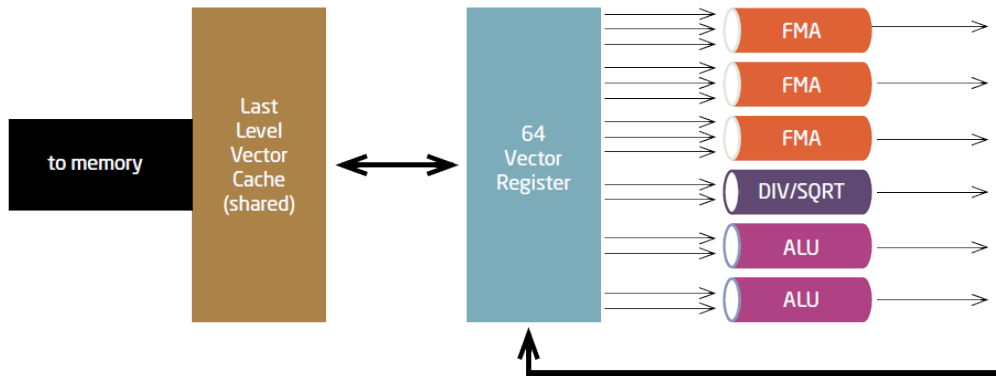 to memory
Last
Level
Vector
Cache
(shared)
64
Vector
Register
FMA
FMA
FMA
DIV/SQRT
ALU
ALU